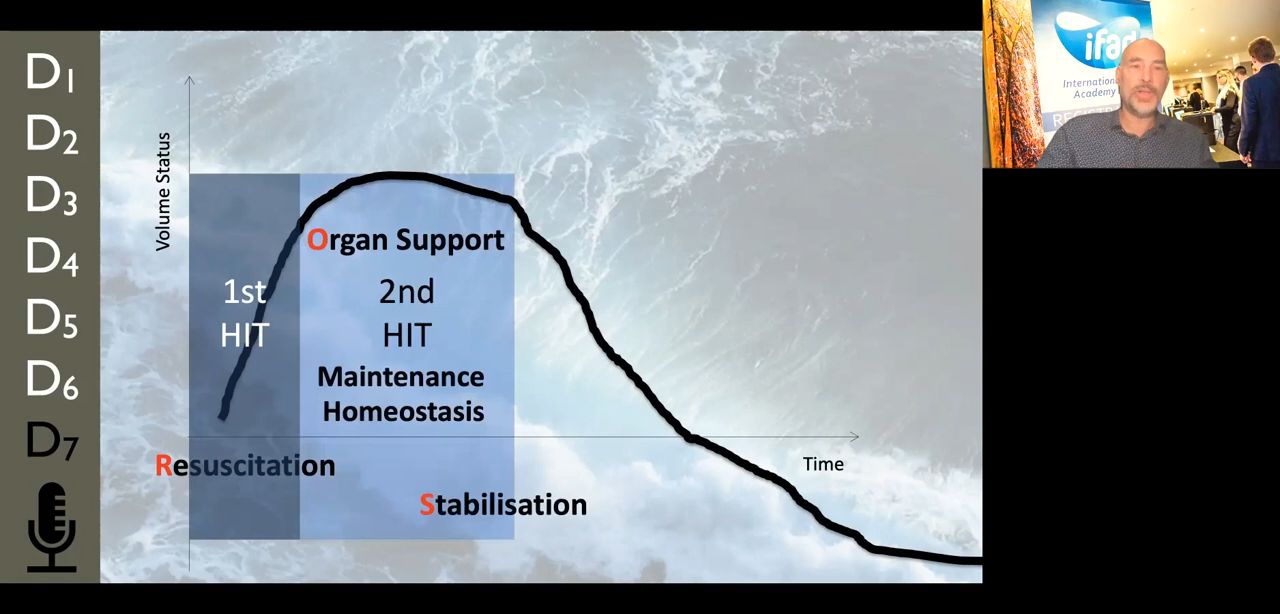 D1
D2
D3
D4
D5
D6
D7
Volume Status
Organ Support
1st
HIT
2nd
HIT
Maintenance
Homeostasis
Resuscitation
Time
Stabilisation
ifad
International
Academy